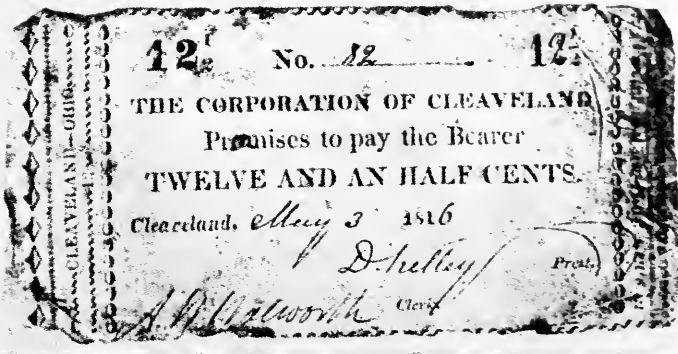 12½ No. 82 12½
THE CORPORATION OF CLEAVELAND
Promises to pay the Bearer
TWELVE AND AN HALF CENTS.
Cleaveland, May 3 1816
D. Kelley Prest.
A. W. Walworth Clerk
CLEAVELAND—OHIO